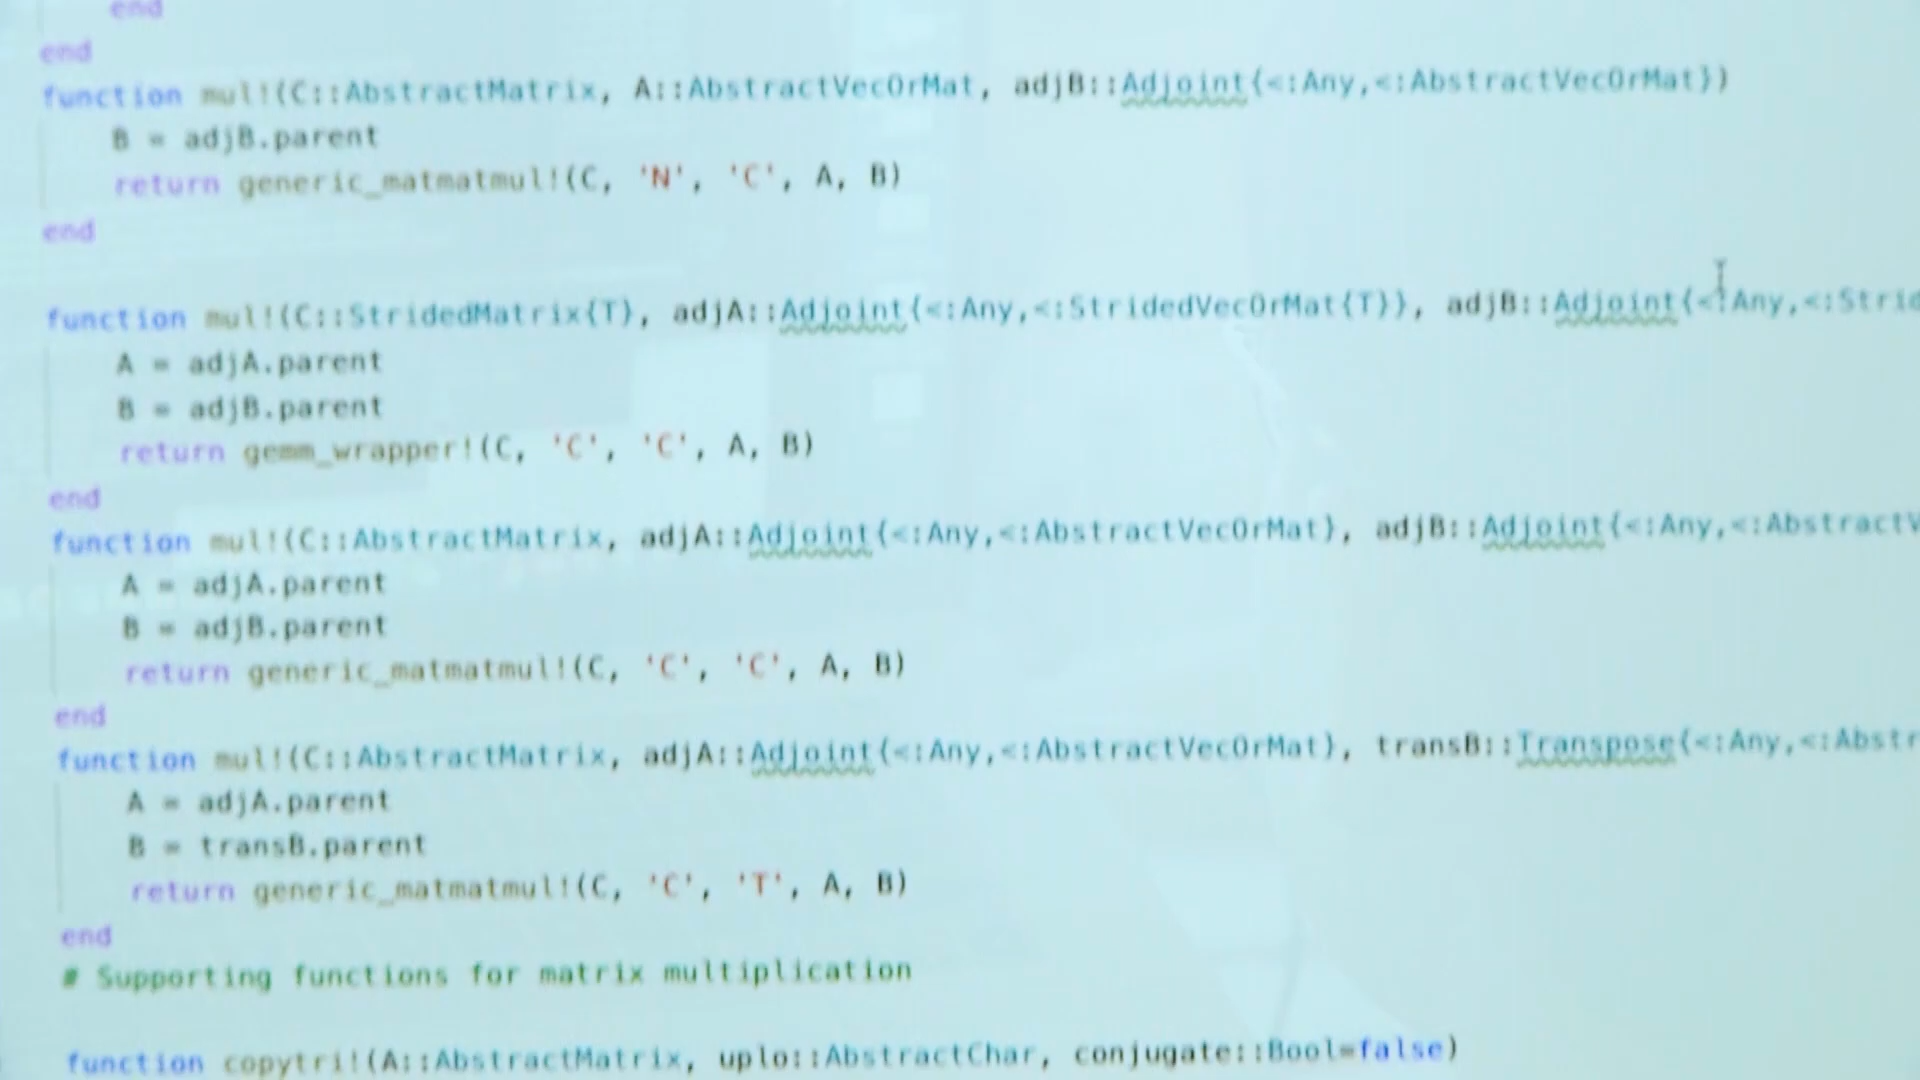 end
end
function mul!(C::AbstractMatrix, A::AbstractVecOrMat, adjB::Adjoint{<:Any,<:AbstractVecOrMat})
B = adjB.parent
return generic_matmatmul!(C, 'N', 'C', A, B)
end
function mul!(C::StridedMatrix{T}, adjA::Adjoint{<:Any,<:StridedVecOrMat{T}}, adjB::Adjoint{<:Any,<:Strid
A = adjA.parent
B = adjB.parent
return gemm_wrapper!(C, 'C', 'C', A, B)
end
function mul!(C::AbstractMatrix, adjA::Adjoint{<:Any,<:AbstractVecOrMat}, adjB::Adjoint{<:Any,<:AbstractV
A = adjA.parent
B = adjB.parent
return generic_matmatmul!(C, 'C', 'C', A, B)
end
function mul!(C::AbstractMatrix, adjA::Adjoint{<:Any,<:AbstractVecOrMat}, transB::Transpose{<:Any,<:Abstr
A = adjA.parent
B = transB.parent
return generic_matmatmul!(C, 'C', 'T', A, B)
end
# Supporting functions for matrix multiplication
function copytri!(A::AbstractMatrix, uplo::AbstractChar, conjugate::Bool=false)